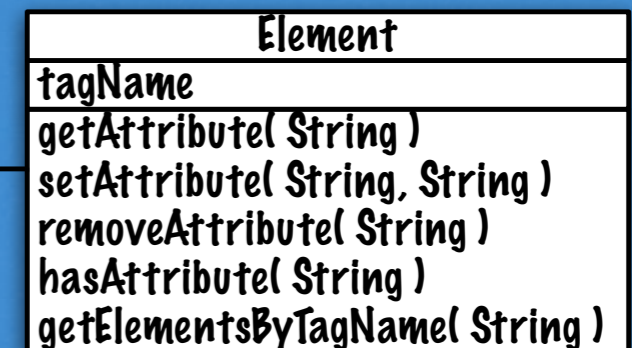 Element
tagName
getAttribute( String )
setAttribute( String, String )
removeAttribute( String )
hasAttribute( String )
getElementsByTagName( String )